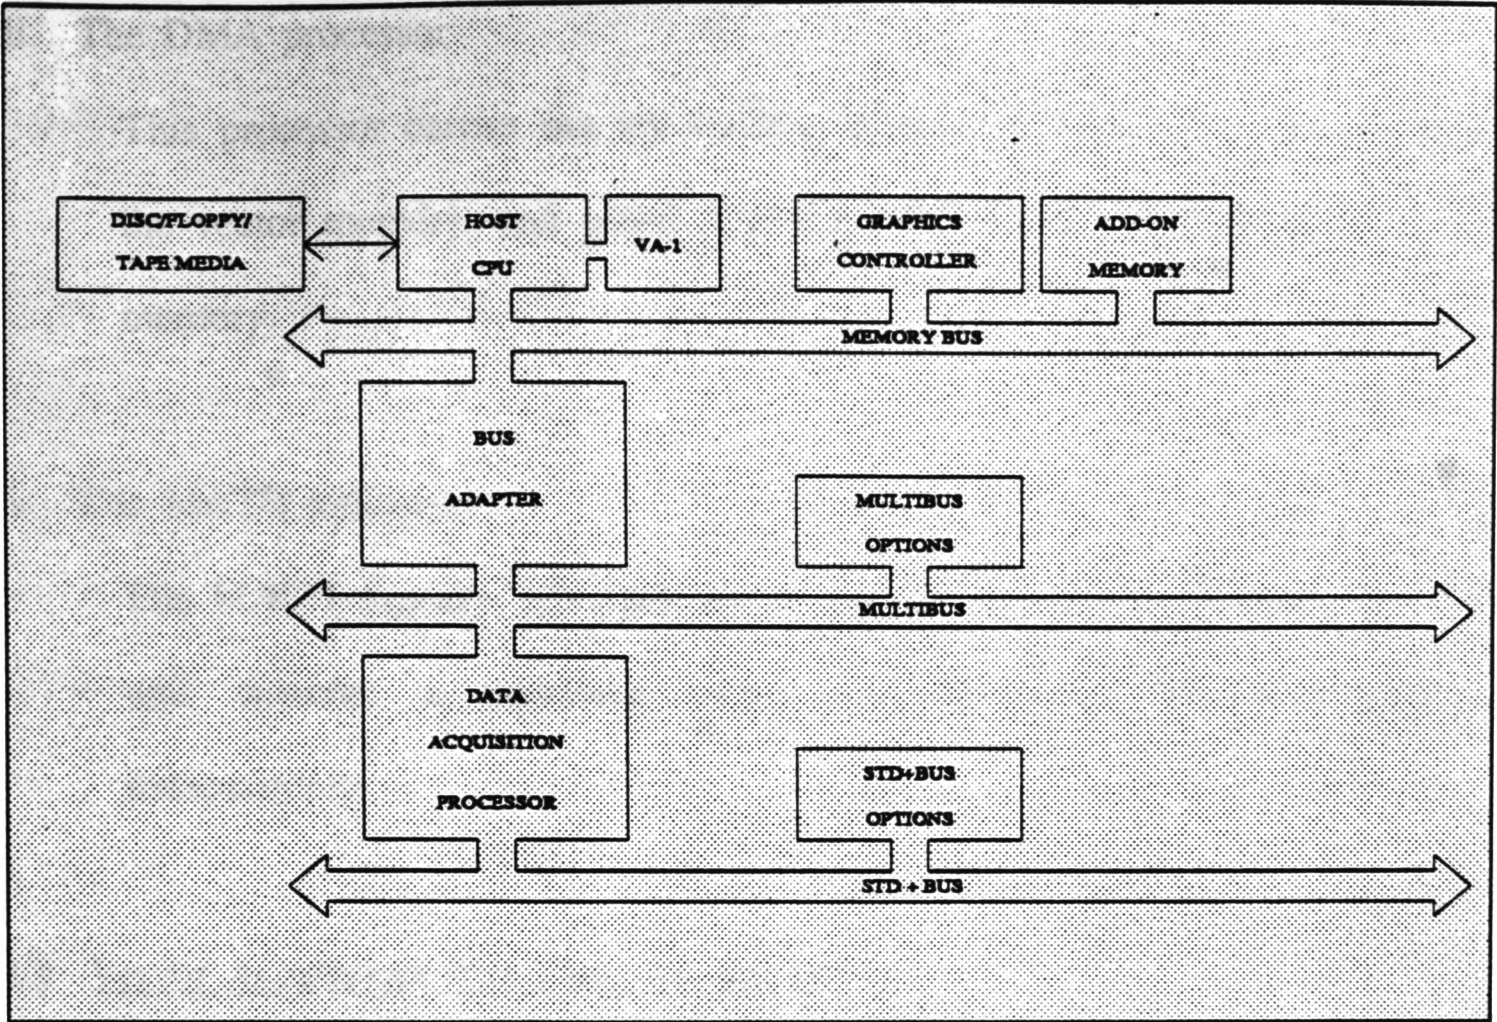 DISC/FLOPPY/
TAPE MEDIA
HOST
CPU
VA-1
GRAPHICS
CONTROLLER
ADD-ON
MEMORY
MEMORY BUS
BUS
ADAPTER
MULTIBUS
OPTIONS
MULTIBUS
DATA
ACQUISITION
PROCESSOR
STD+BUS
OPTIONS
STD + BUS